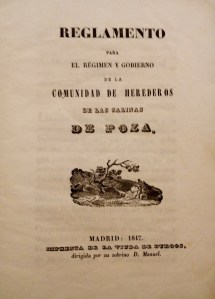 REGLAMENTO
PARA
EL RÉGIMEN Y GOBIERNO
DE LA
COMUNIDAD DE HEREDEROS
DE LAS SALINAS
DE POZA.
MADRID: 1847.
IMPRENTA DE LA VIUDA DE BURGOS,
dirigida por su sobrino D. Manuel.